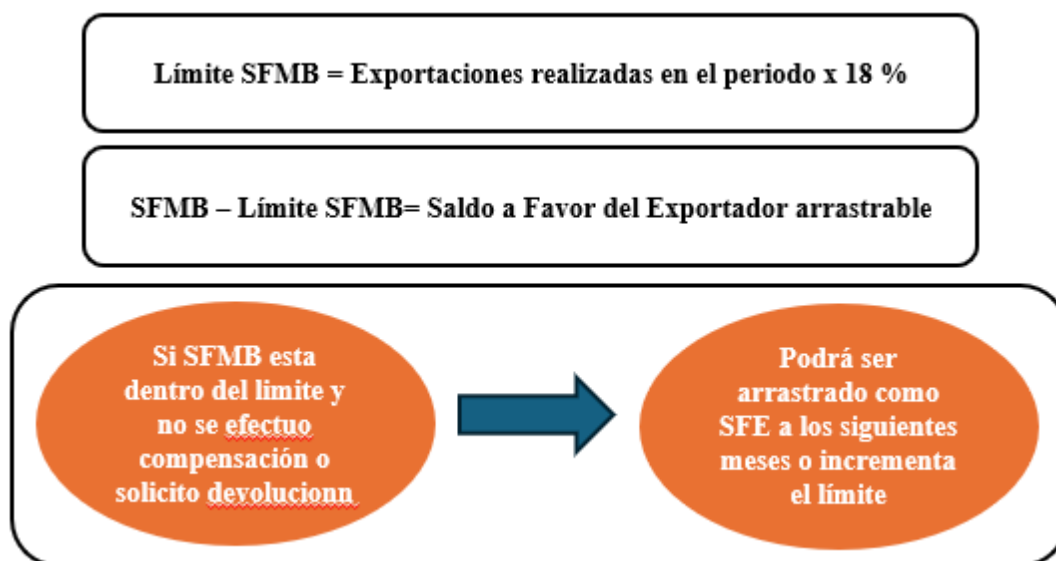 Límite SFMB = Exportaciones realizadas en el periodo x 18 %
SFMB – Límite SFMB= Saldo a Favor del Exportador arrastrable
Si SFMB esta
dentro del limite y
no se efectuo
compensación o
solicito devolucionn
Podrá ser
arrastrado como
SFE a los siguientes
meses o incrementa
el límite